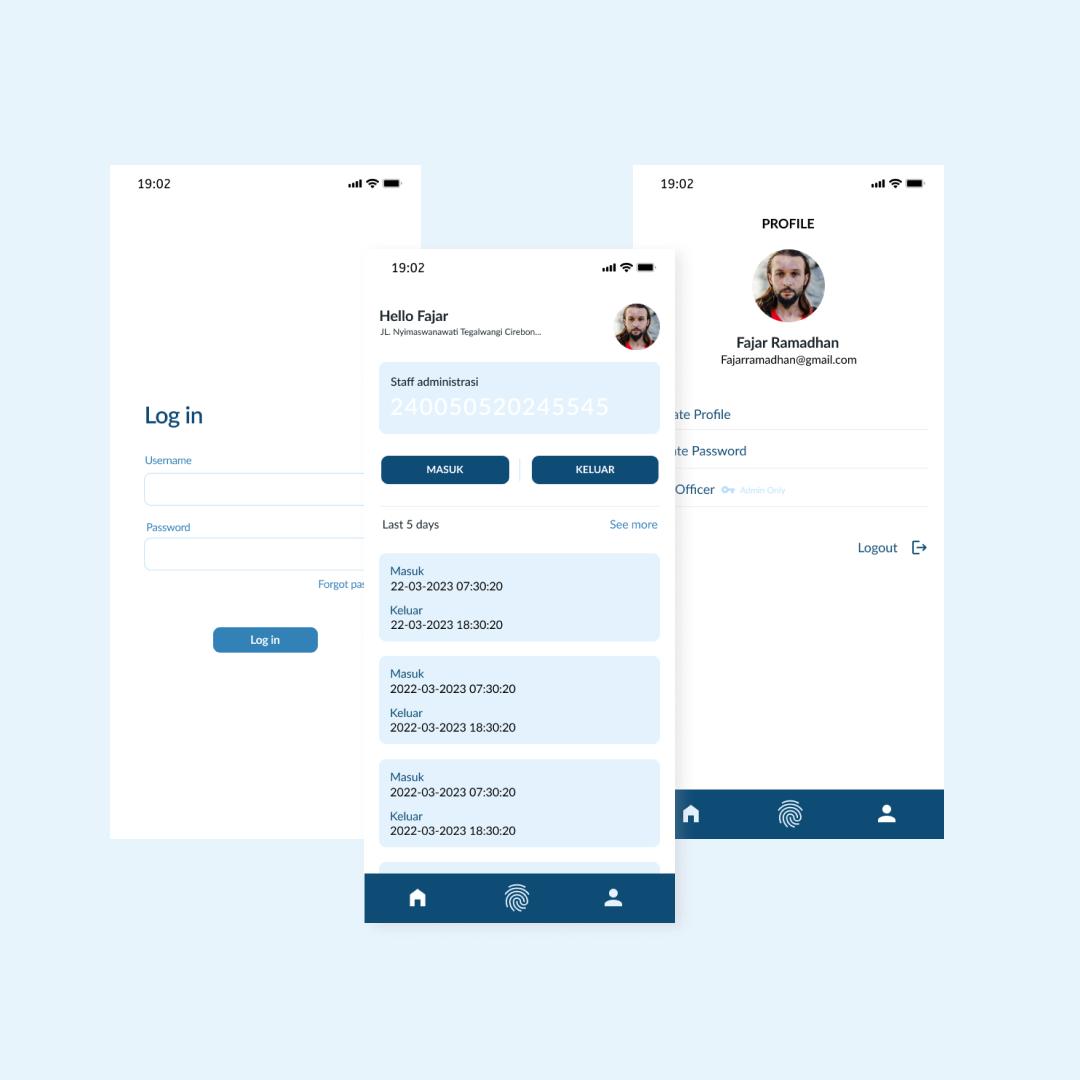 19:02
Log in
Username
Password
Forgot
Log in
19:02
Hello Fajar
JL. Nyimaswanawati Tegalwangi Cirebon...
Staff administrasi
240050520245545
MASUK
KELUAR
Last 5 days
See more
Masuk
22-03-2023 07:30:20
Keluar
22-03-2023 18:30:20
Masuk
2022-03-2023 07:30:20
Keluar
2022-03-2023 18:30:20
Masuk
2022-03-2023 07:30:20
Keluar
2022-03-2023 18:30:20
19:02
PROFILE
Fajar Ramadhan
Fajarramadhan@gmail.com
Profile
Password
Officer Admin Only
Logout